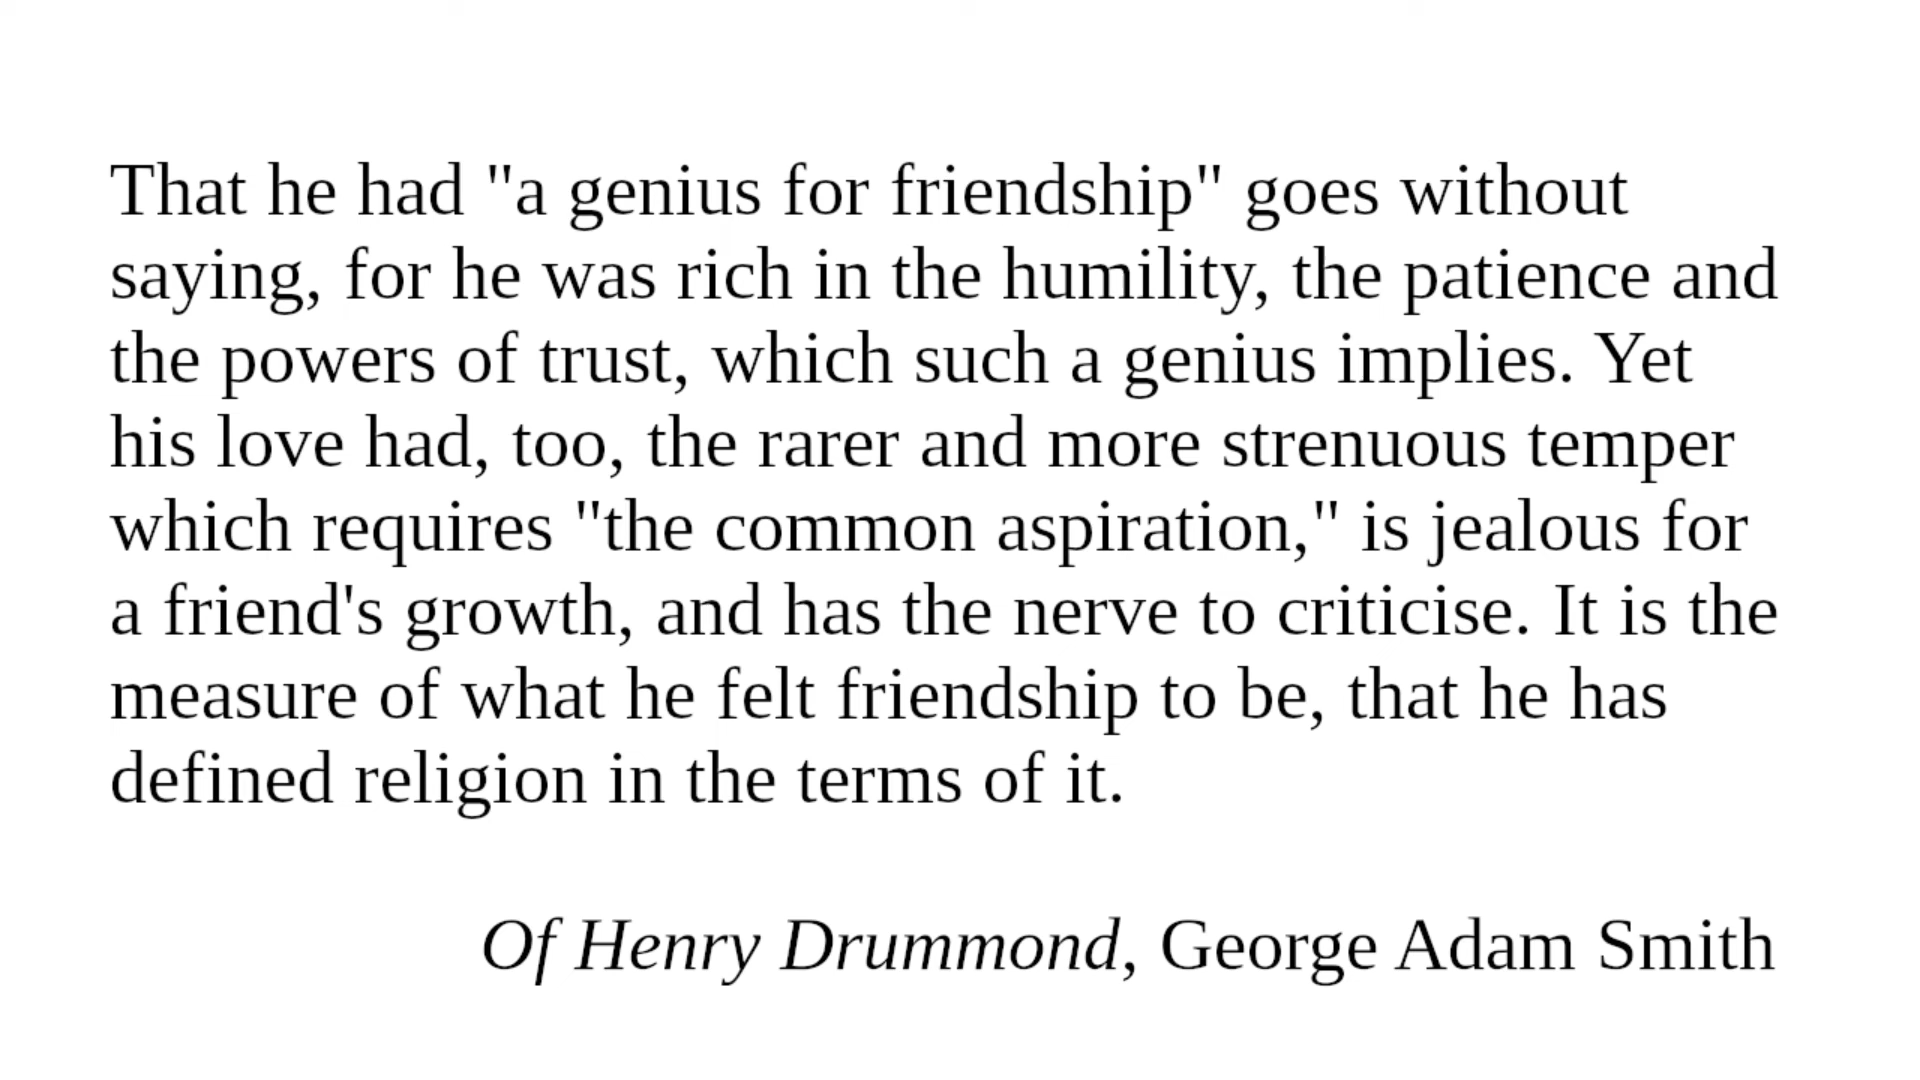 That he had "a genius for friendship" goes without
saying, for he was rich in the humility, the patience and
the powers of trust, which such a genius implies. Yet
his love had, too, the rarer and more strenuous temper
which requires "the common aspiration," is jealous for
a friend's growth, and has the nerve to criticise. It is the
measure of what he felt friendship to be, that he has
defined religion in the terms of it.
Of Henry Drummond, George Adam Smith